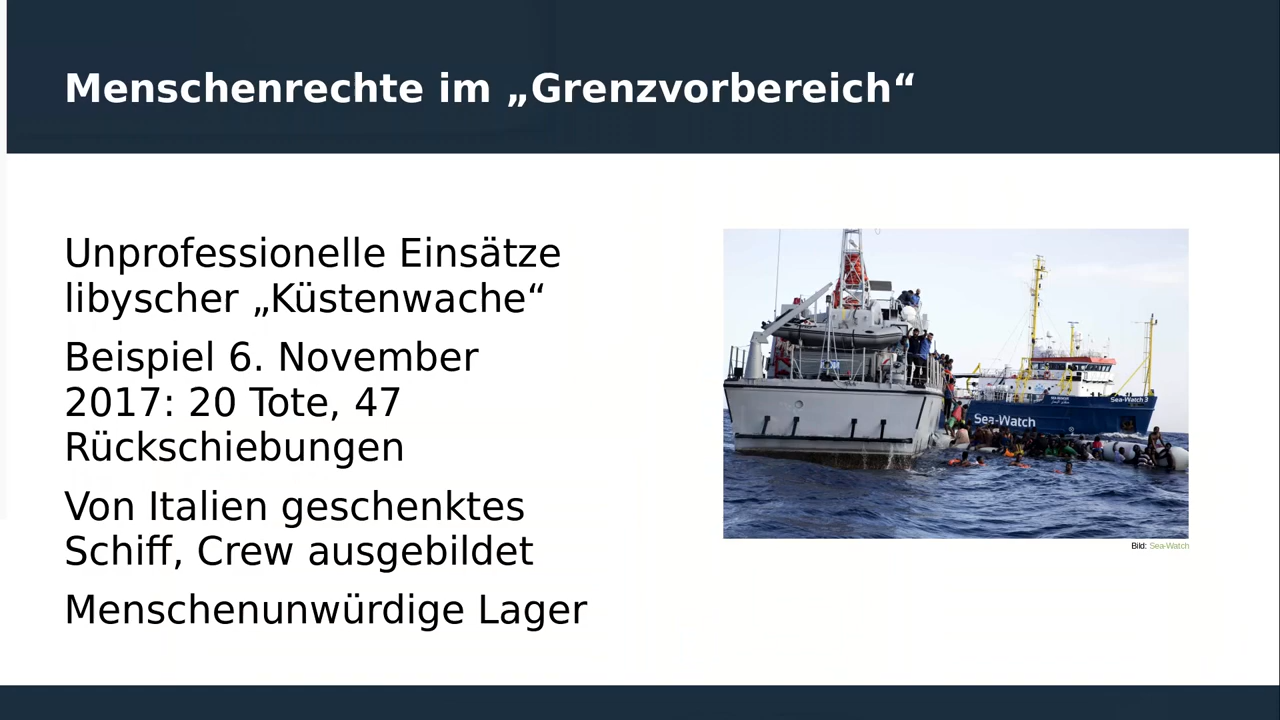 Menschenrechte im „Grenzvorbereich“
Unprofessionelle Einsätze
libyscher „Küstenwache“
Beispiel 6. November
2017: 20 Tote, 47
Rückschiebungen
Von Italien geschenktes
Schiff, Crew ausgebildet
Menschenunwürdige Lager
Sea-Watch 3
Sea-Watch
Bild: Sea-Watch